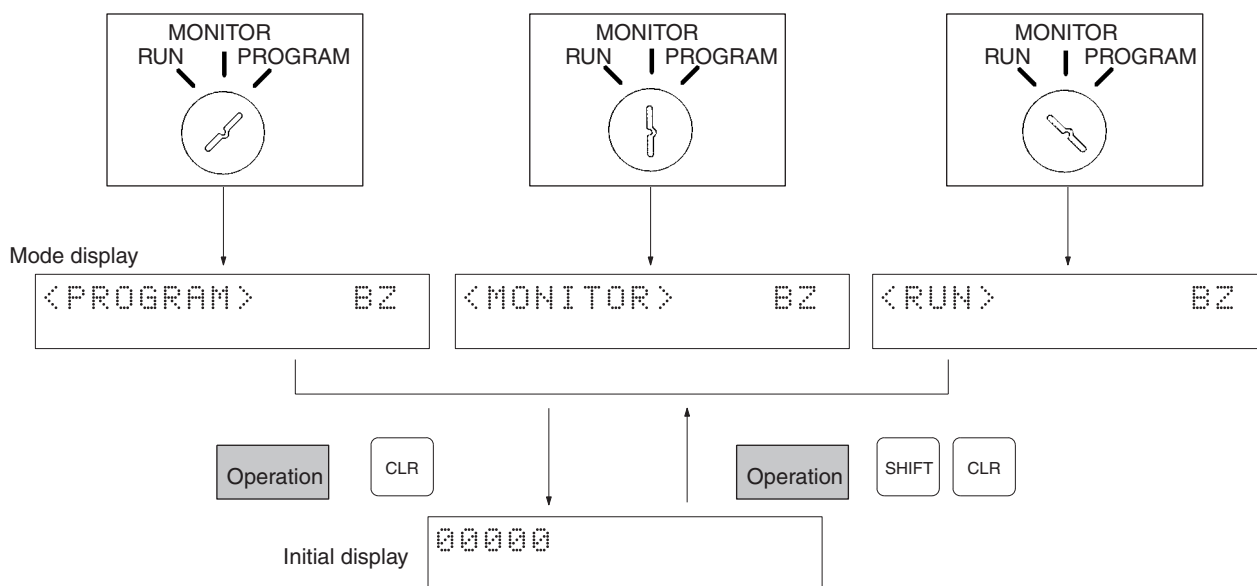 MONITOR
RUN PROGRAM
MONITOR
RUN PROGRAM
MONITOR
RUN PROGRAM
Mode display
<PROGRAM> BZ
<MONITOR> BZ
<RUN> BZ
Operation CLR
Operation SHIFT CLR
Initial display 00000